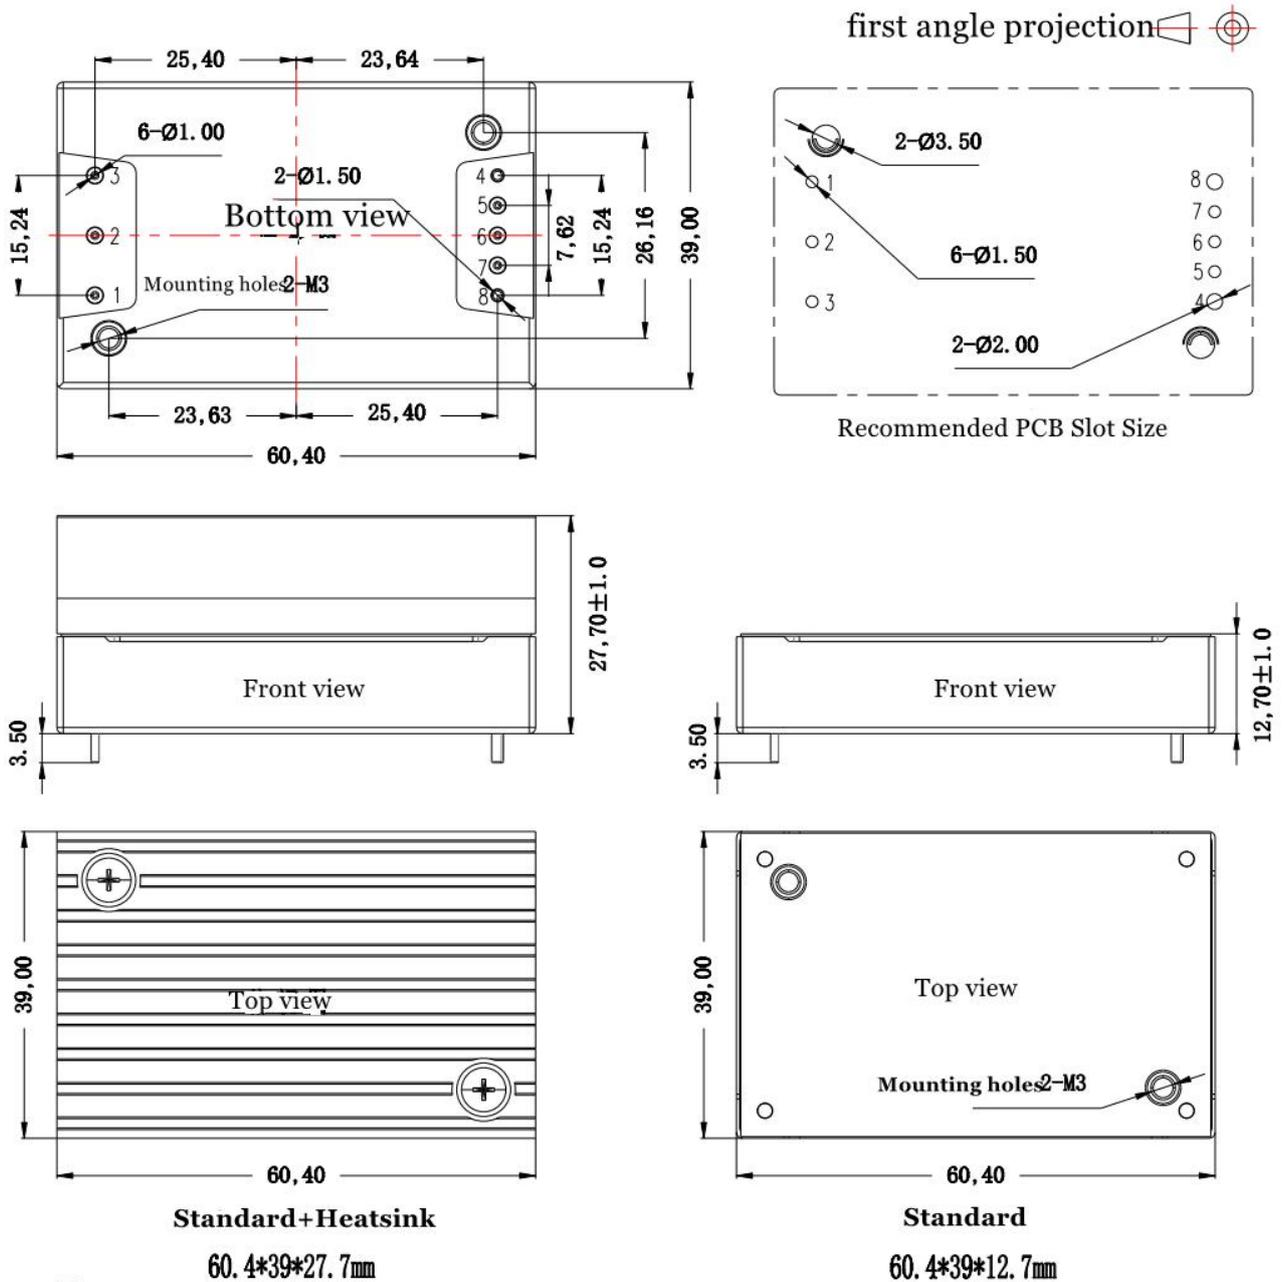 first angle projection
25,40
23,64
6-Ø1.00
2-Ø1.50
3
2
1
4
5
6
7
8
Bottom view
Mounting holes2-M3
15,24
7,62
15,24
26,16
39,00
23,63
25,40
60,40
2-Ø3.50
1
2
3
8
7
6
5
4
6-Ø1.50
2-Ø2.00
Recommended PCB Slot Size
27,70±1.0
Front view
3.50
Front view
3.50
12,70±1.0
39,00
Top view
60,40
Standard+Heatsink
60.4*39*27.7mm
39,00
Top view
Mounting holes2-M3
60,40
Standard
60.4*39*12.7mm